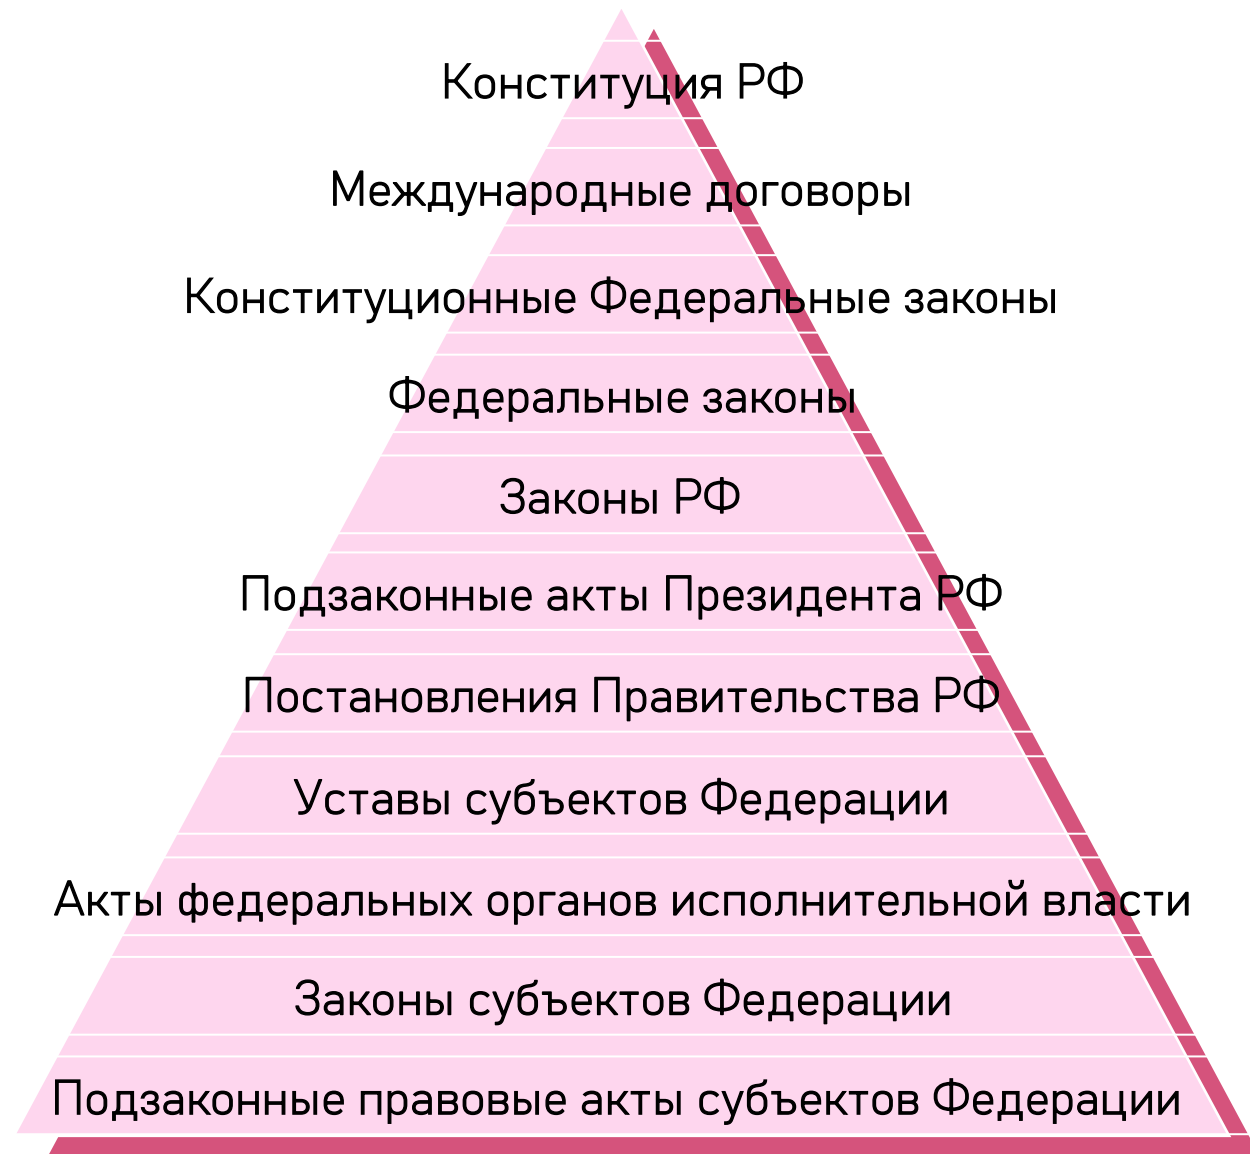 Конституция РФ
Международные договоры
Конституционные Федеральные законы
Федеральные законы
Законы РФ
Подзаконные акты Президента РФ
Постановления Правительства РФ
Уставы субъектов Федерации
Акты федеральных органов исполнительной власти
Законы субъектов Федерации
Подзаконные правовые акты субъектов Федерации